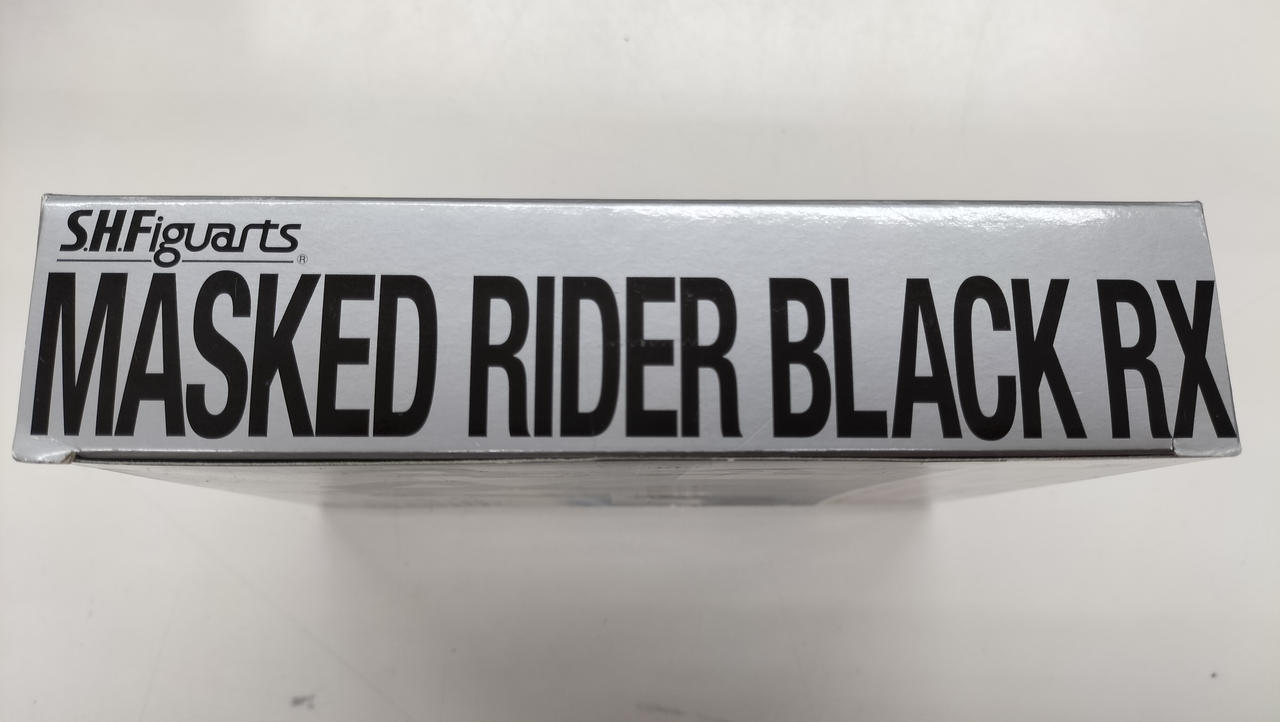 S.H.Figuarts®
MASKED RIDER BLACK RX